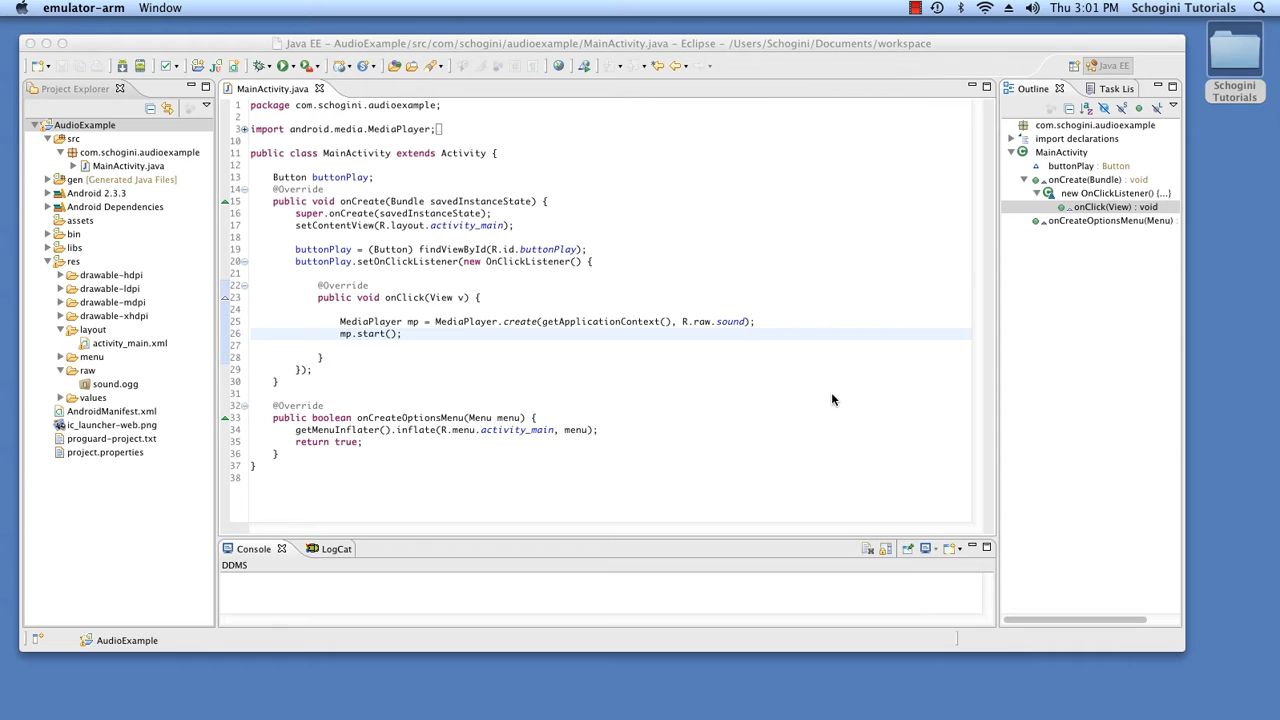 emulator-arm Window Thu 3:01 PM Schogini Tutorials
Java EE - AudioExample/src/com/schogini/audioexample/MainActivity.java - Eclipse - /Users/Schogini/Documents/workspace
Java EE
Project Explorer
AudioExample
src
com.schogini.audioexample
MainActivity.java
gen [Generated Java Files]
Android 2.3.3
Android Dependencies
assets
bin
libs
res
drawable-hdpi
drawable-ldpi
drawable-mdpi
drawable-xhdpi
layout
activity_main.xml
menu
raw
sound.ogg
values
AndroidManifest.xml
ic_launcher-web.png
proguard-project.txt
project.properties
MainActivity.java
1 package com.schogini.audioexample;
2
3 import android.media.MediaPlayer;
10
11 public class MainActivity extends Activity {
12
13 Button buttonPlay;
14 @Override
15 public void onCreate(Bundle savedInstanceState) {
16 super.onCreate(savedInstanceState);
17 setContentView(R.layout.activity_main);
18
19 buttonPlay = (Button) findViewById(R.id.buttonPlay);
20 buttonPlay.setOnClickListener(new OnClickListener() {
21
22 @Override
23 public void onClick(View v) {
24
25 MediaPlayer mp = MediaPlayer.create(getApplicationContext(), R.raw.sound);
26 mp.start();
27
28 }
29 });
30 }
31
32 @Override
33 public boolean onCreateOptionsMenu(Menu menu) {
34 getMenuInflater().inflate(R.menu.activity_main, menu);
35 return true;
36 }
37 }
38
Outline Task Lis
com.schogini.audioexample
import declarations
MainActivity
buttonPlay : Button
onCreate(Bundle) : void
new OnClickListener() {...}
onClick(View) : void
onCreateOptionsMenu(Menu)
Console LogCat
DDMS
AudioExample
Schogini
Tutorials